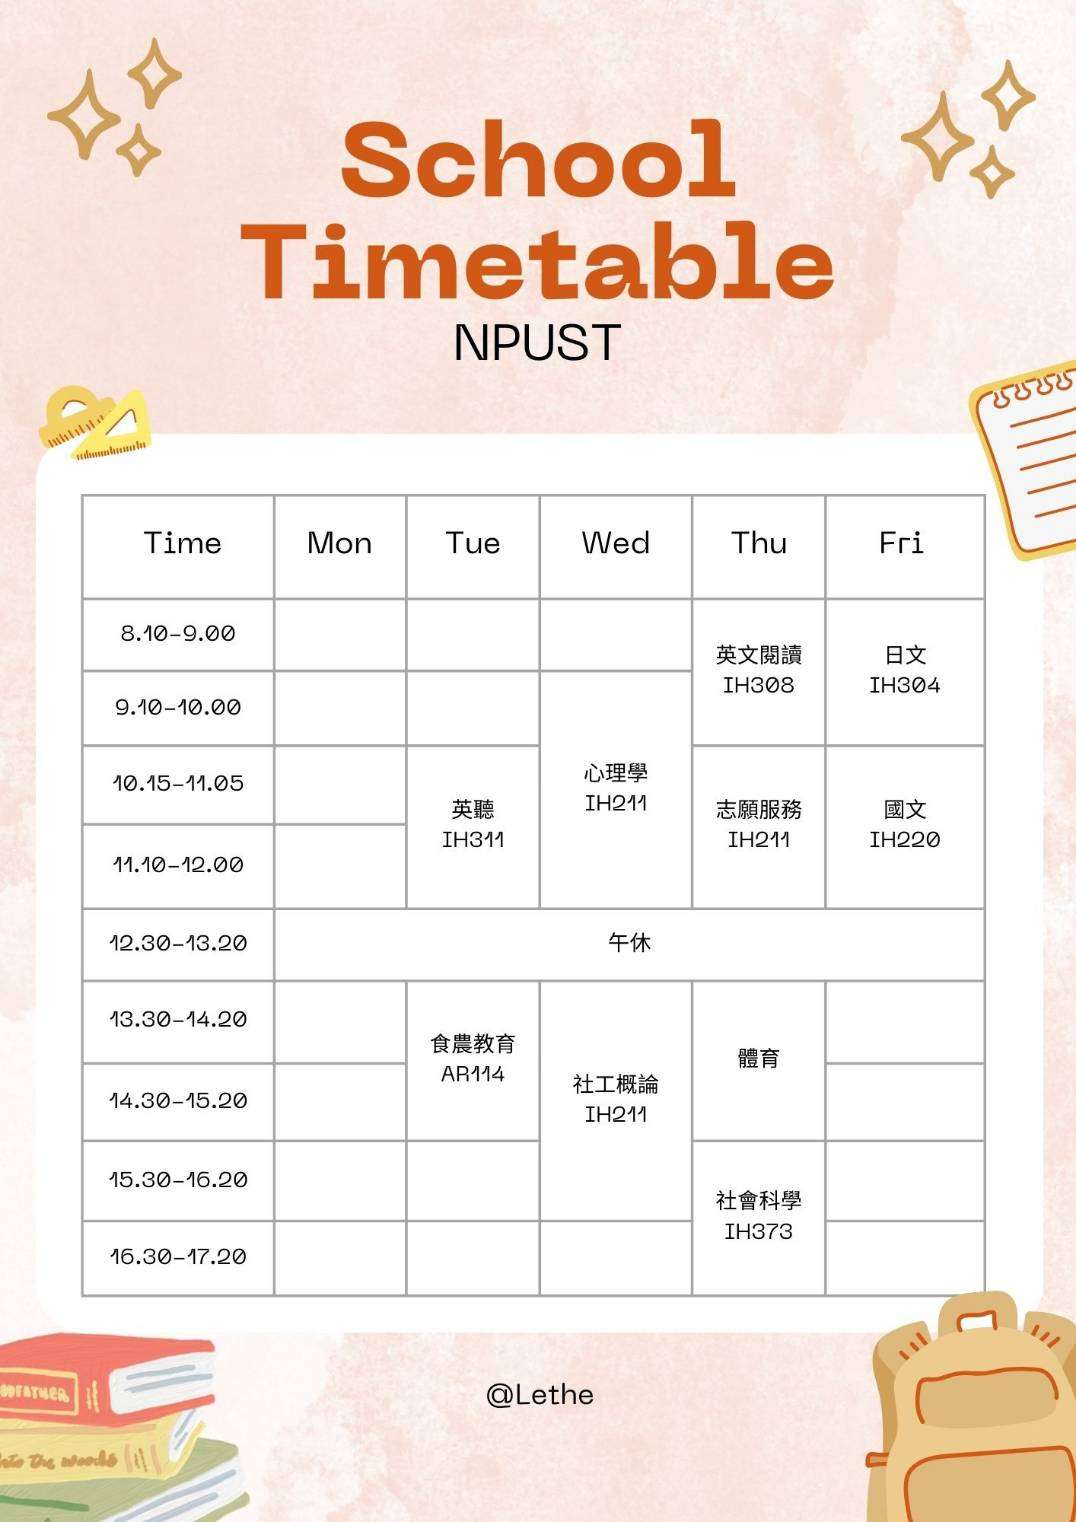 School
Timetable
NPUST
Time Mon Tue Wed Thu Fri
8.10-9.00
英文閱讀
IH308
日文
IH304
9.10-10.00
心理學
IH211
10.15-11.05
英聽
IH311
志願服務
IH211
國文
IH220
11.10-12.00
12.30-13.20 午休
13.30-14.20
食農教育
AR114
社工概論
IH211
體育
14.30-15.20
15.30-16.20
社會科學
IH373
16.30-17.20
@Lethe
Into the woods